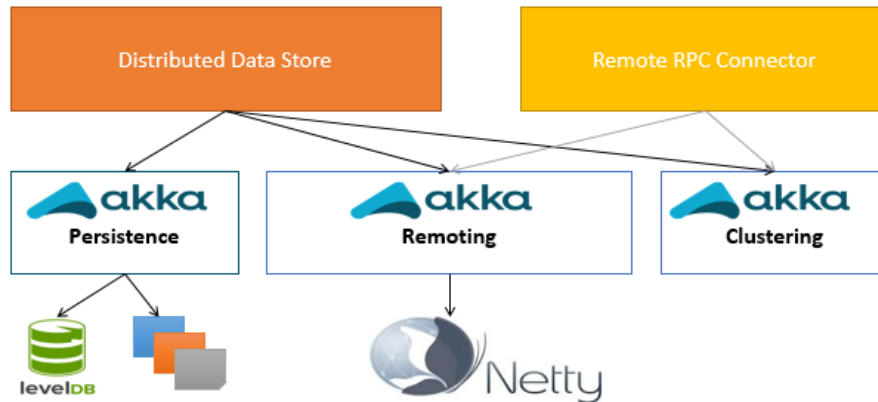 Distributed Data Store
Remote RPC Connector
akka
Persistence
akka
Remoting
akka
Clustering
levelDB
Netty